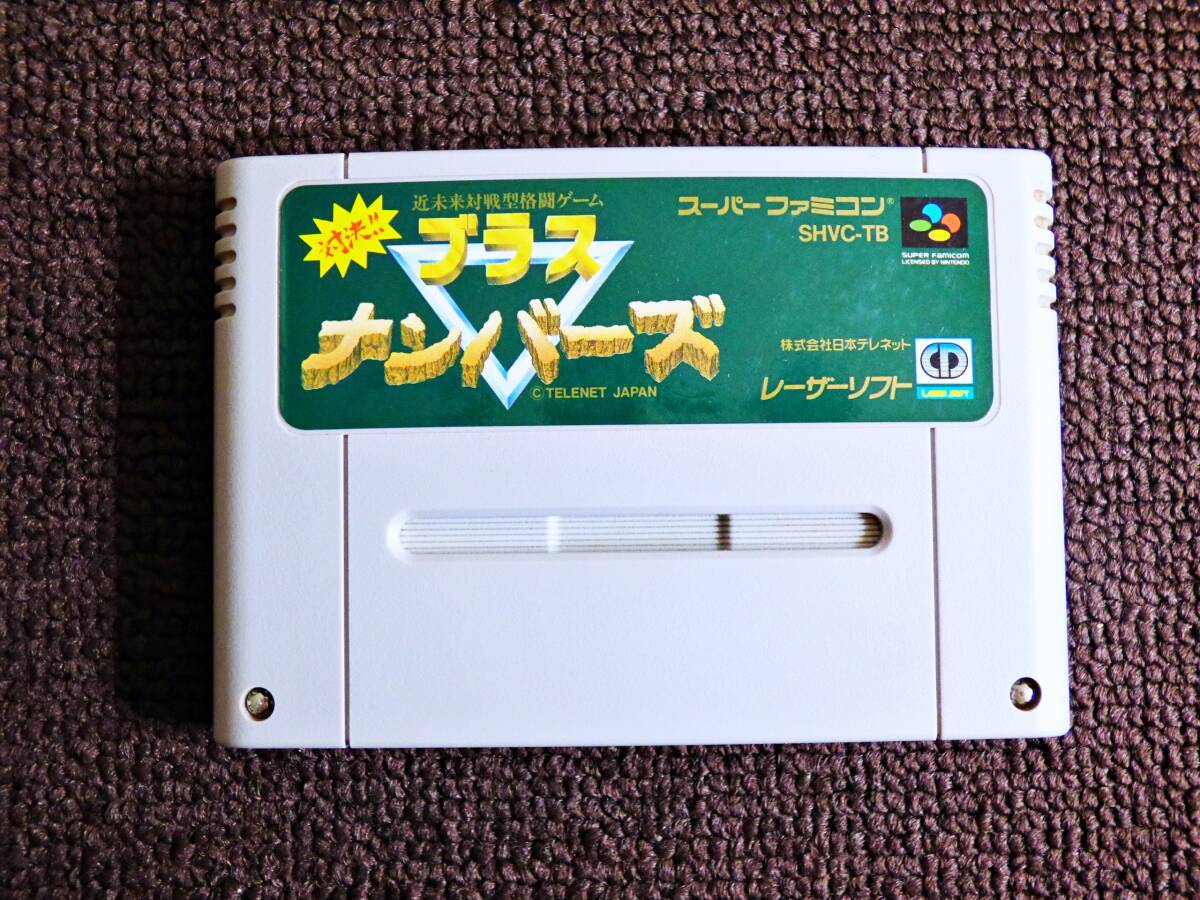 対決!!
近未来対戦型格闘ゲーム
ブラス
ナンバーズ
© TELENET JAPAN
スーパーファミコン®
SHVC-TB
SUPER FAMICOM
LICENSED BY NINTENDO
株式会社日本テレネット
レーザーソフト
LASER SOFT